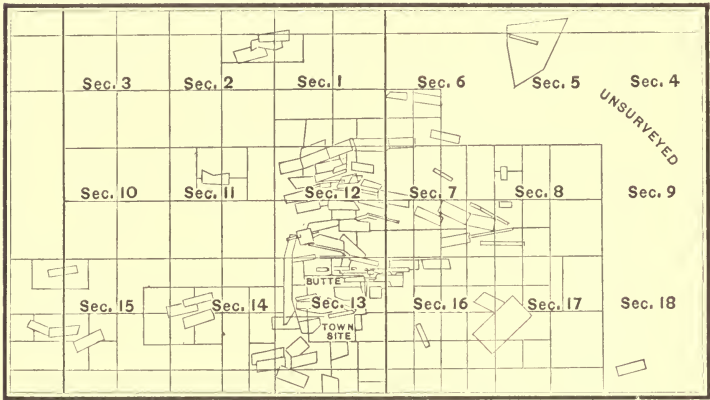 Sec. 3 Sec. 2 Sec. 1 Sec. 6 Sec. 5 Sec. 4
UNSURVEYED
Sec. 10 Sec. 11 Sec. 12 Sec. 7 Sec. 8 Sec. 9
BUTTE
Sec. 15 Sec. 14 Sec. 13 Sec. 16 Sec. 17 Sec. 18
TOWN
SITE